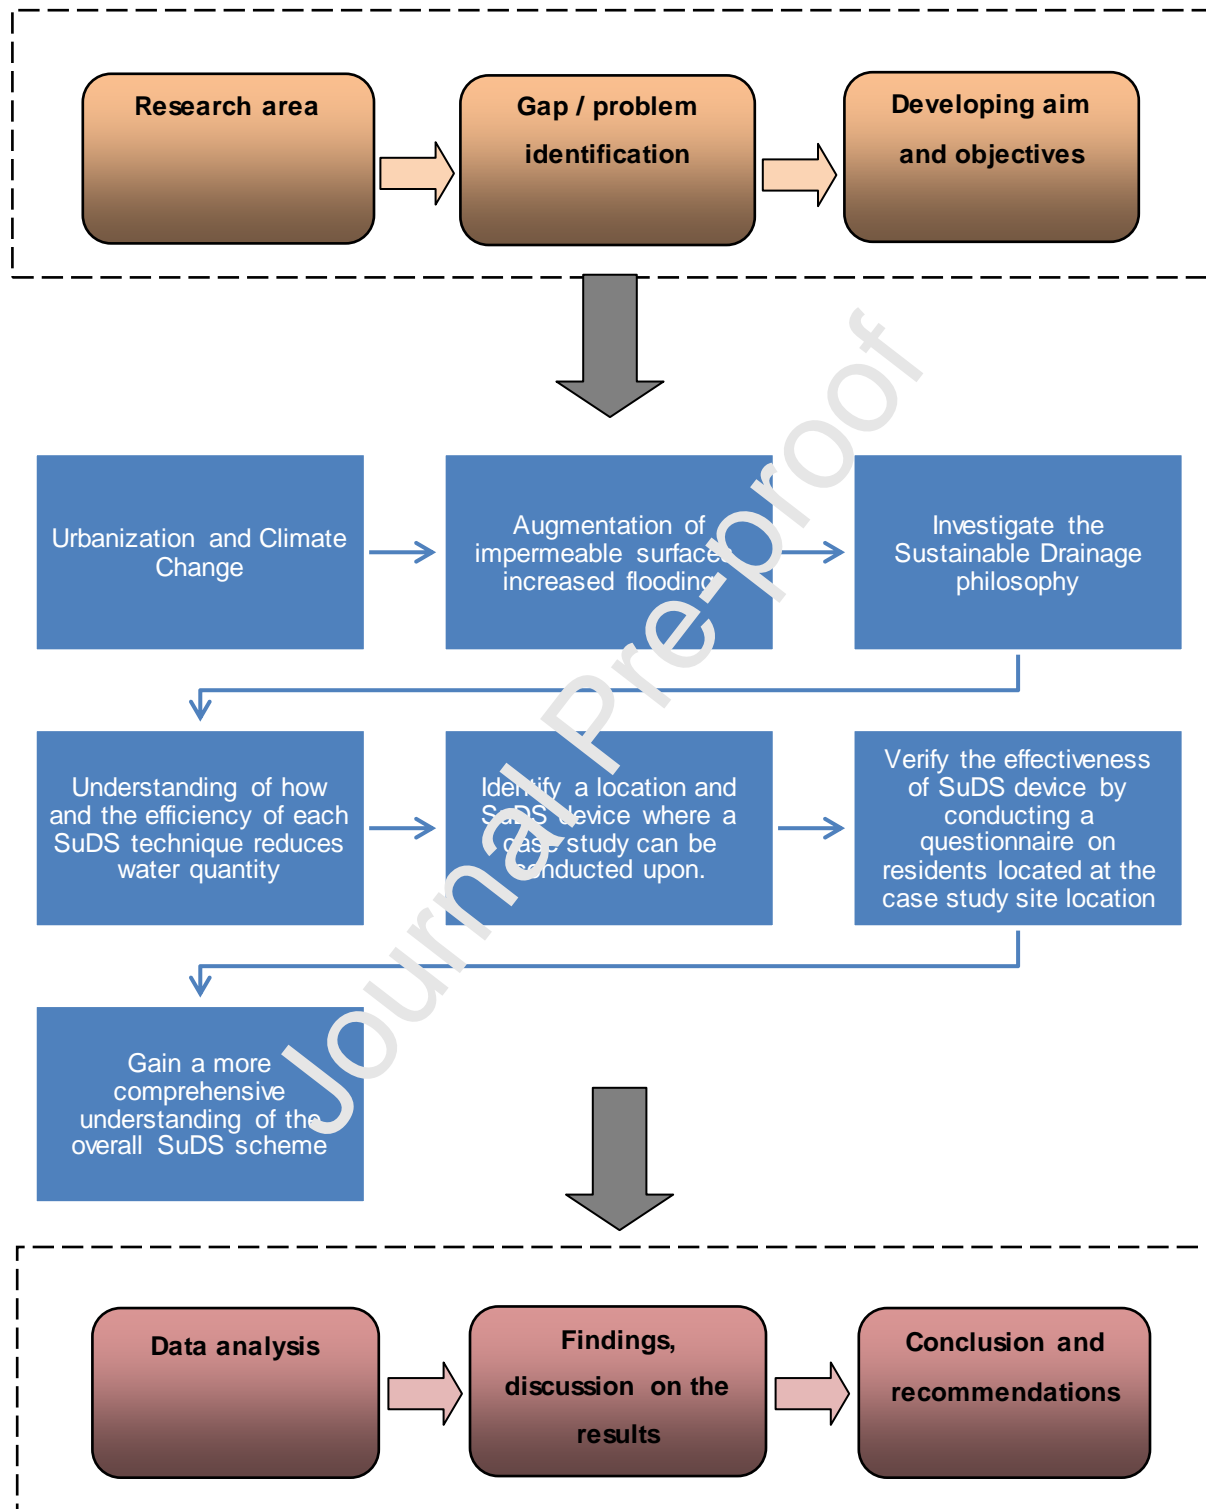 Research area
Gap / problem
identification
Developing aim
and objectives
Urbanization and Climate
Change
Augmentation of
impermeable surfaces
increased flooding
Investigate the
Sustainable Drainage
philosophy
Understanding of how
and the efficiency of each
SuDS technique reduces
water quantity
Identify a location and
SuDS device where a
case study can be
conducted upon.
Verify the effectiveness
of SuDS device by
conducting a
questionnaire on
residents located at the
case study site location
Gain a more
comprehensive
understanding of the
overall SuDS scheme
Journal Pre-proof
Data analysis
Findings,
discussion on the
results
Conclusion and
recommendations